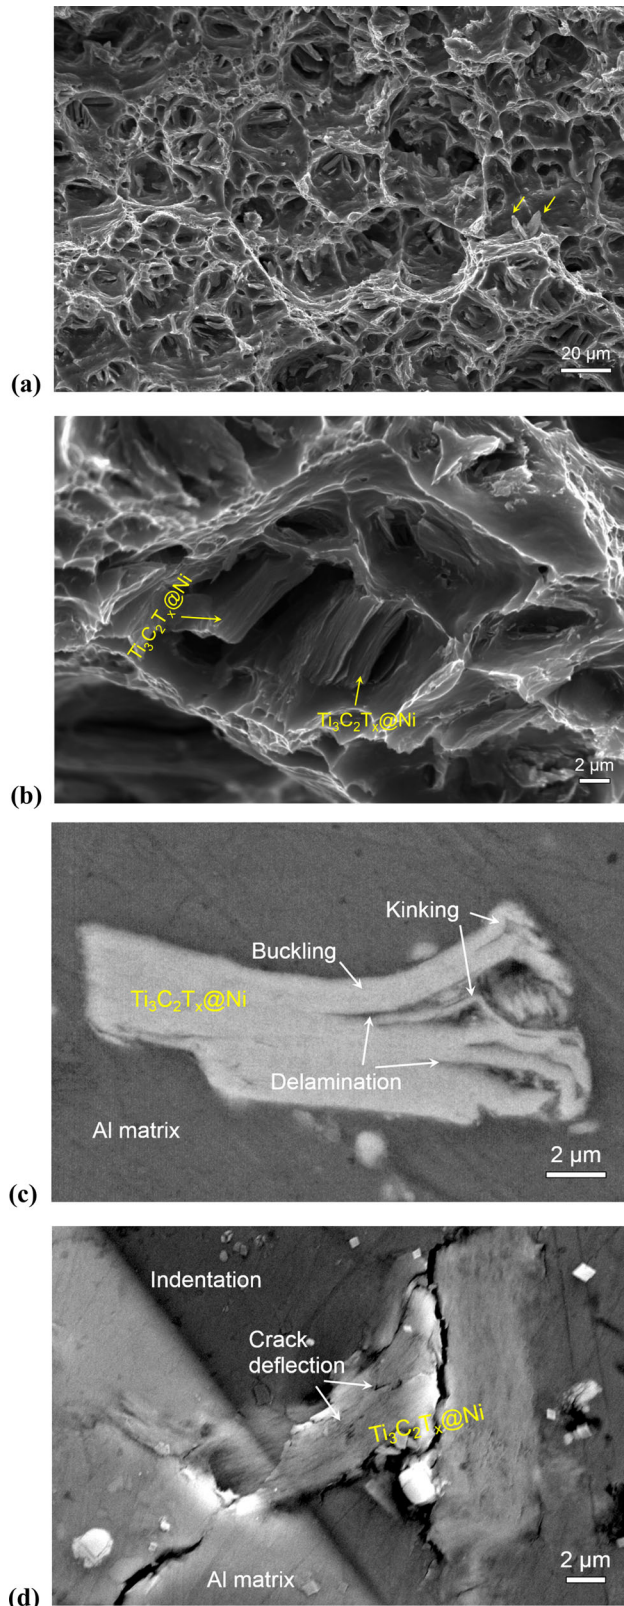 20 µm
(a)
Ti₃C₂Tₓ@Ni
Ti₃C₂Tₓ@Ni
2 µm
(b)
Kinking
Buckling
Ti₃C₂Tₓ@Ni
Delamination
Al matrix
2 µm
(c)
Indentation
Crack
deflection
Ti₃C₂Tₓ@Ni
Al matrix
2 µm
(d)